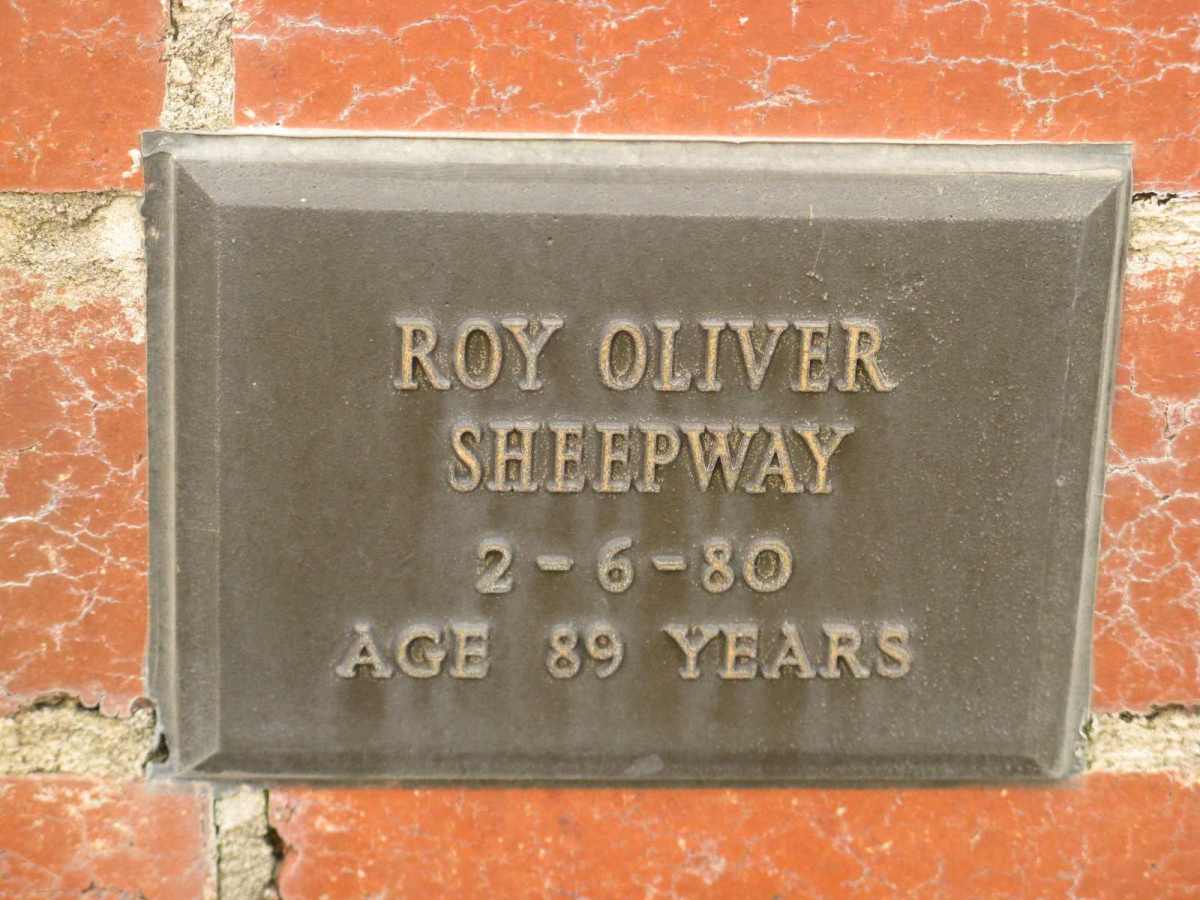 ROY OLIVER
SHEEPWAY
2-6-80
AGE 89 YEARS